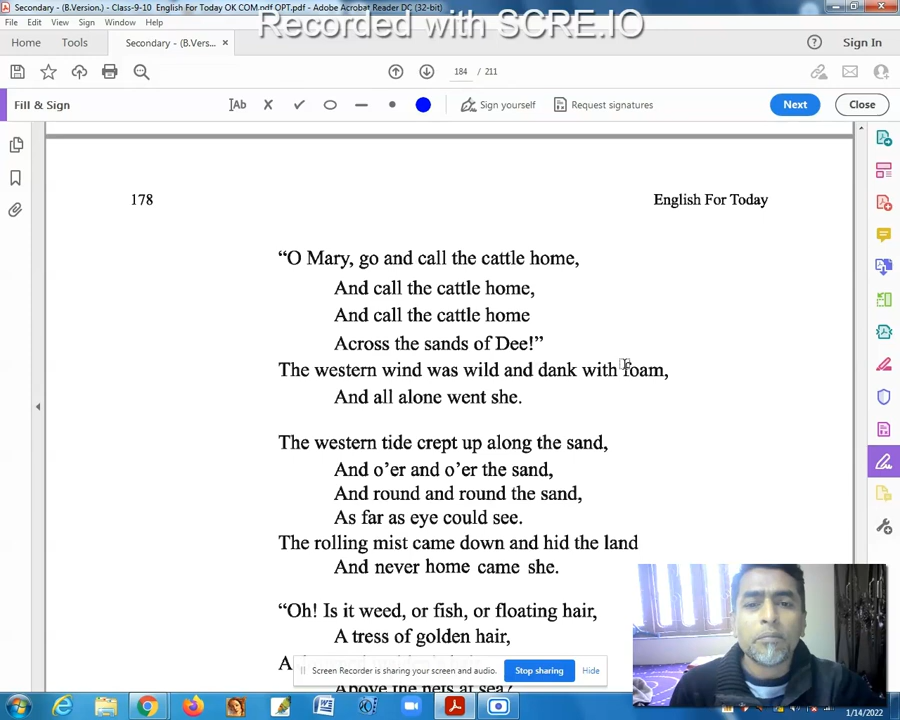 Secondary - (B.Version.) - Class-9-10 English For Today OK COM.pdf OPT.pdf - Adobe Acrobat Reader DC (32-bit)
Recorded with SCRE.IO
File Edit View Sign Window Help
Home Tools Secondary - (B.Vers... × Sign In
184 / 211
Fill & Sign Ab Sign yourself Request signatures Next Close
178 English For Today
“O Mary, go and call the cattle home,
And call the cattle home,
And call the cattle home
Across the sands of Dee!”
The western wind was wild and dank with foam,
And all alone went she.
The western tide crept up along the sand,
And o’er and o’er the sand,
And round and round the sand,
As far as eye could see.
The rolling mist came down and hid the land
And never home came she.
“Oh! Is it weed, or fish, or floating hair,
A tress of golden hair,
Above the nets at sea?
Screen Recorder is sharing your screen and audio. Stop sharing Hide
1/14/2022